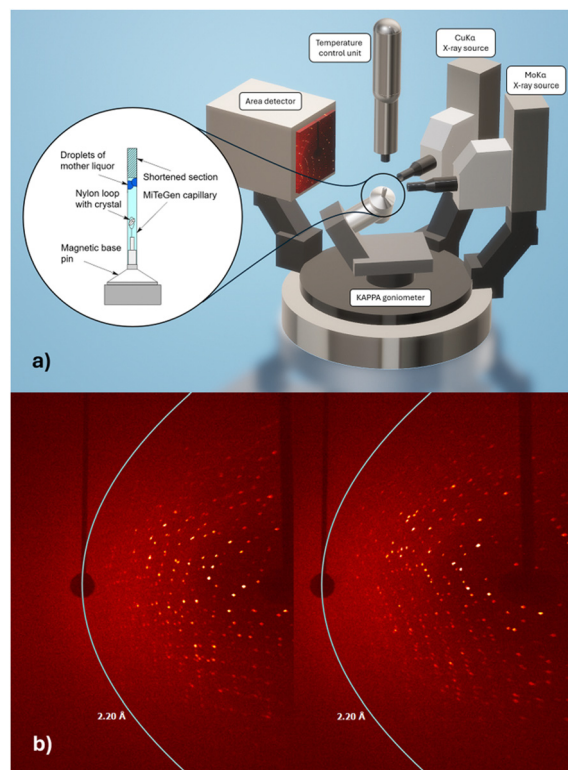 CuKα
X-ray source
Temperature
control unit
MoKα
X-ray source
Area detector
Droplets of
mother liquor
Shortened section
Nylon loop
with crystal
MiTeGen capillary
Magnetic base
pin
KAPPA goniometer
a)
2.20 Å
2.20 Å
b)